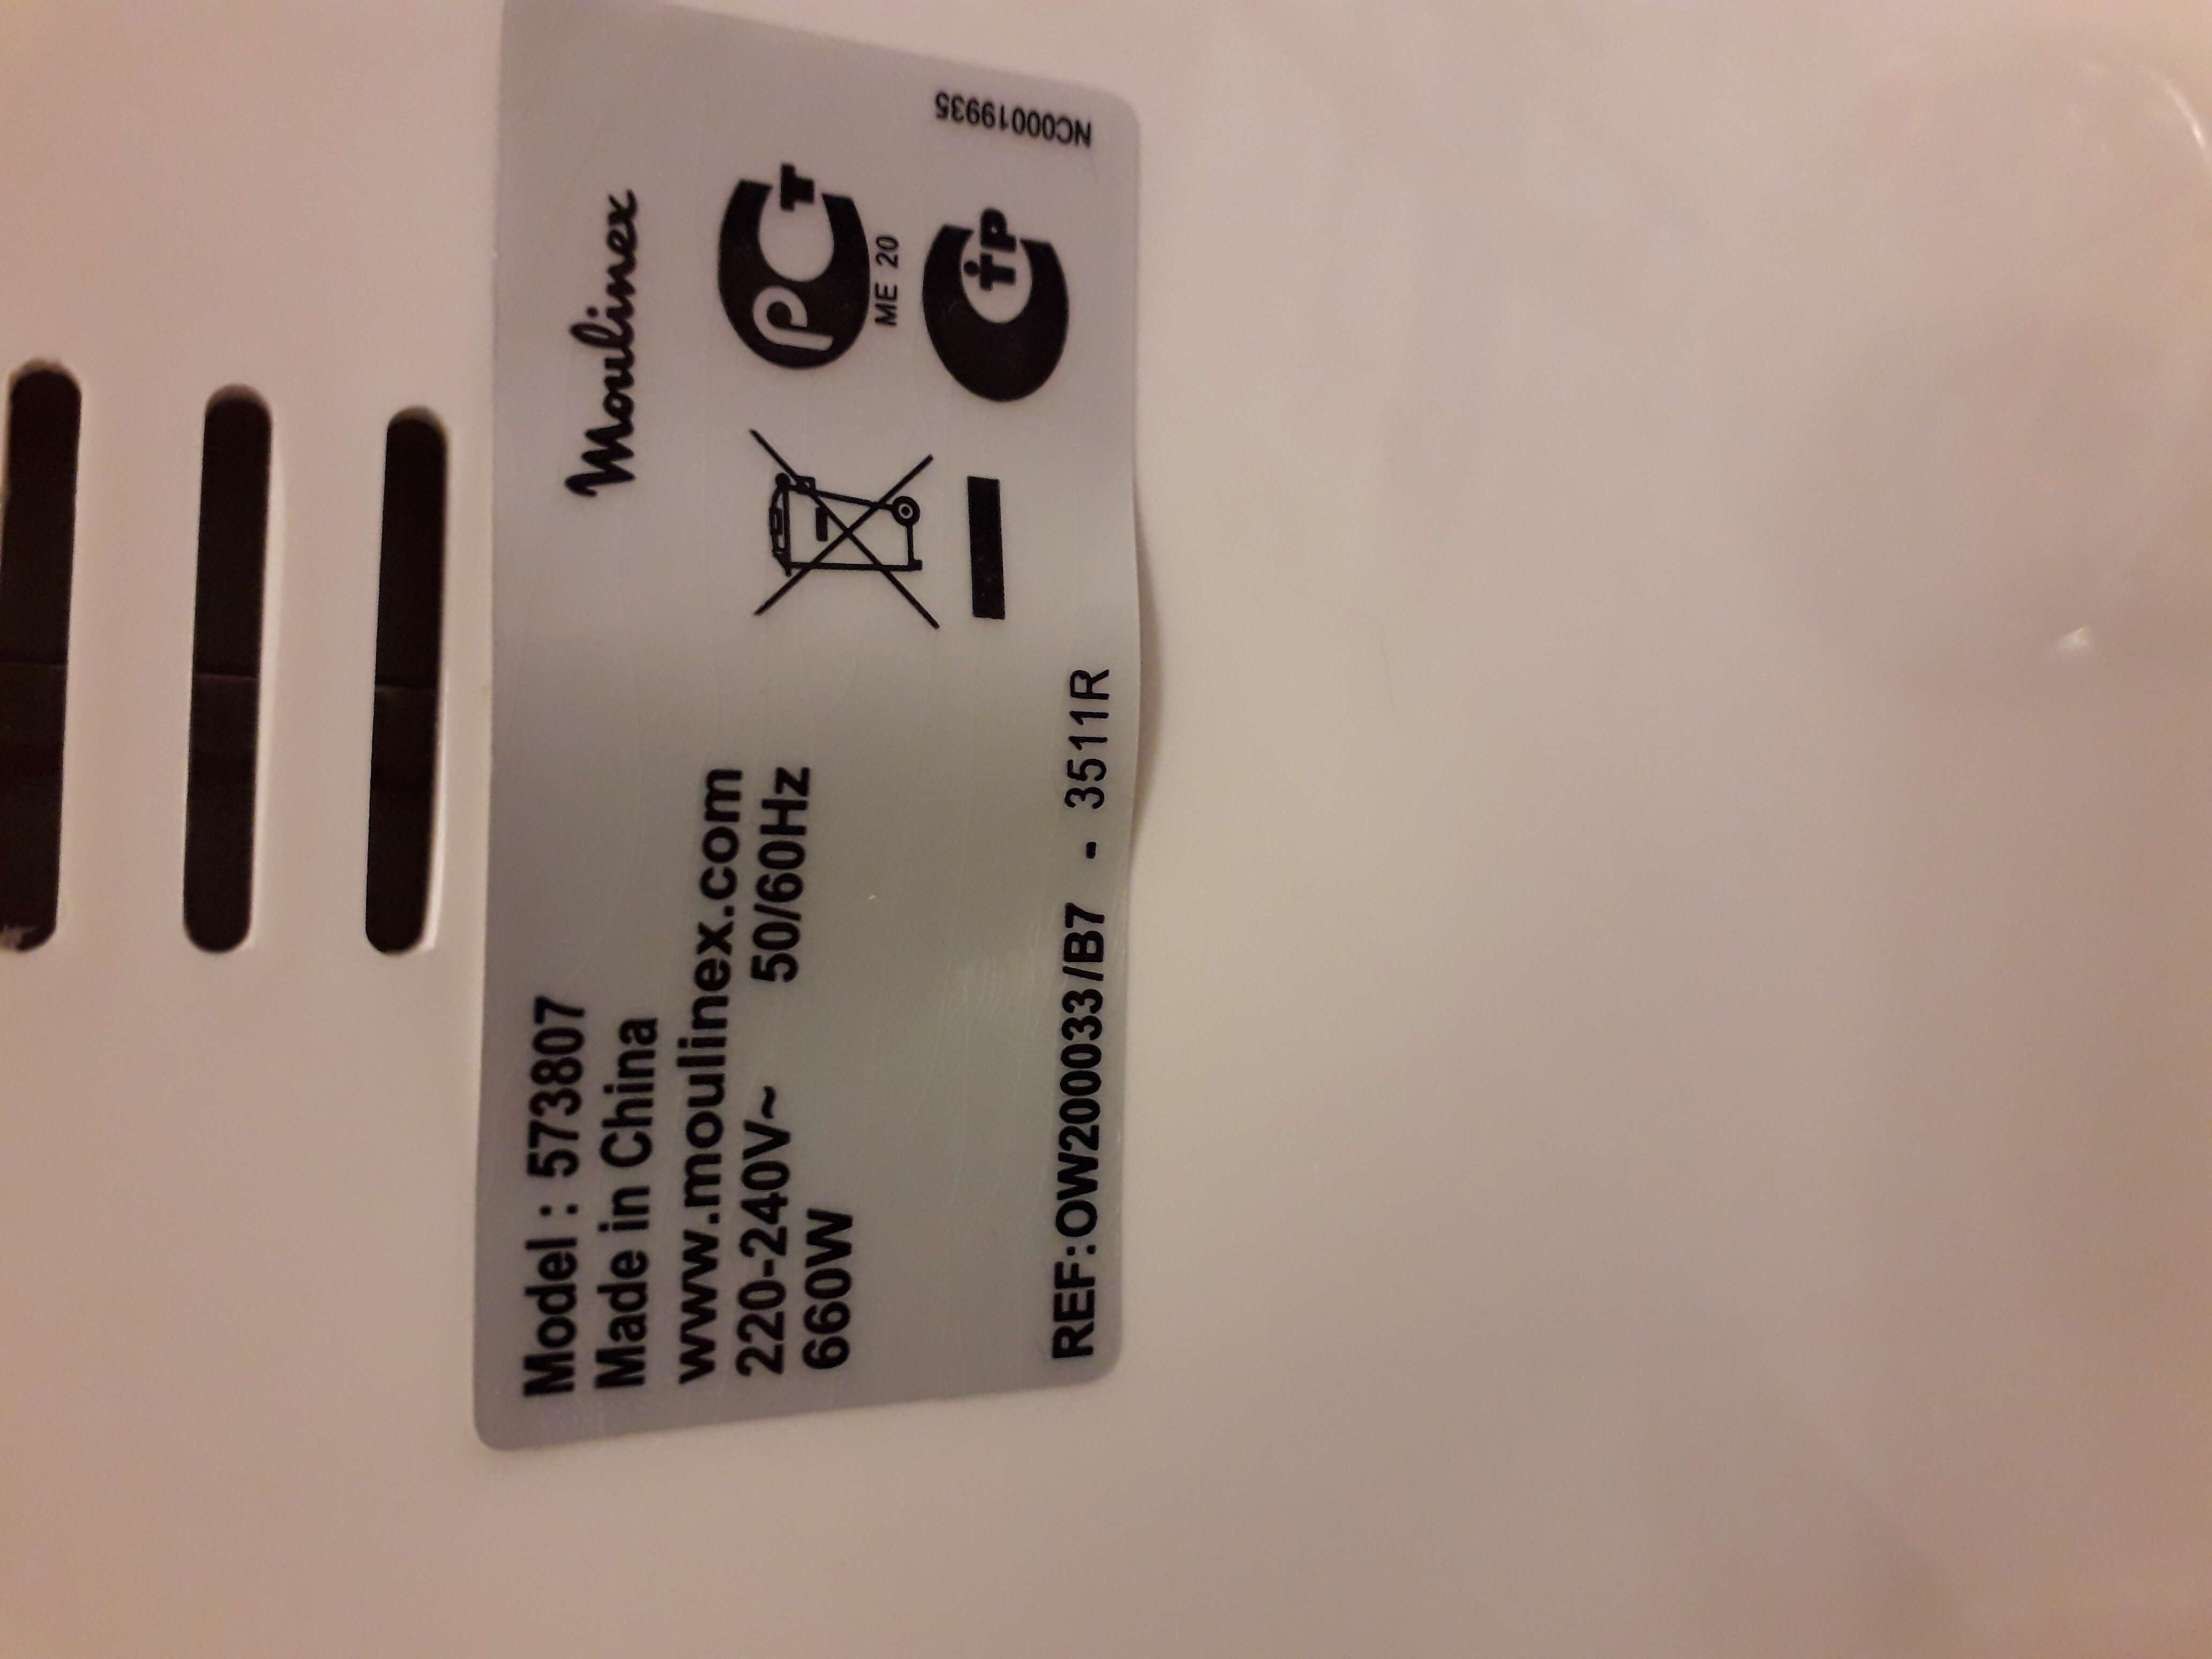 Model : 573807
Made in China
www.moulinex.com
220-240V~ 50/60Hz
660W
REF:OW200033/B7 - 3511R
Moulinex
PCT
ME 20
CTP
NC00019935